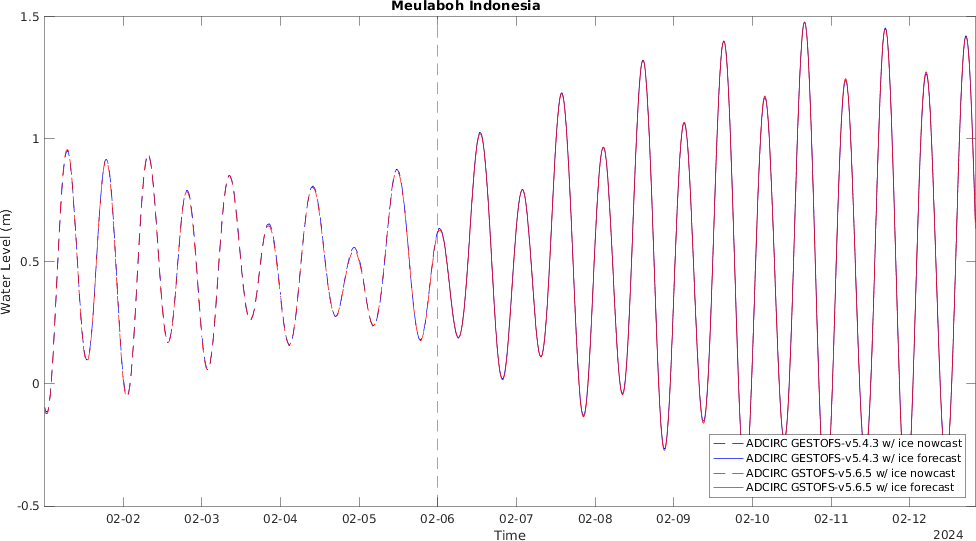 Meulaboh Indonesia
Water Level (m)
1.5
1
0.5
0
-0.5
ADCIRC GESTOFS-v5.4.3 w/ ice nowcast
ADCIRC GESTOFS-v5.4.3 w/ ice forecast
ADCIRC GSTOFS-v5.6.5 w/ ice nowcast
ADCIRC GSTOFS-v5.6.5 w/ ice forecast
02-02 02-03 02-04 02-05 02-06 02-07 02-08 02-09 02-10 02-11 02-12
Time
2024